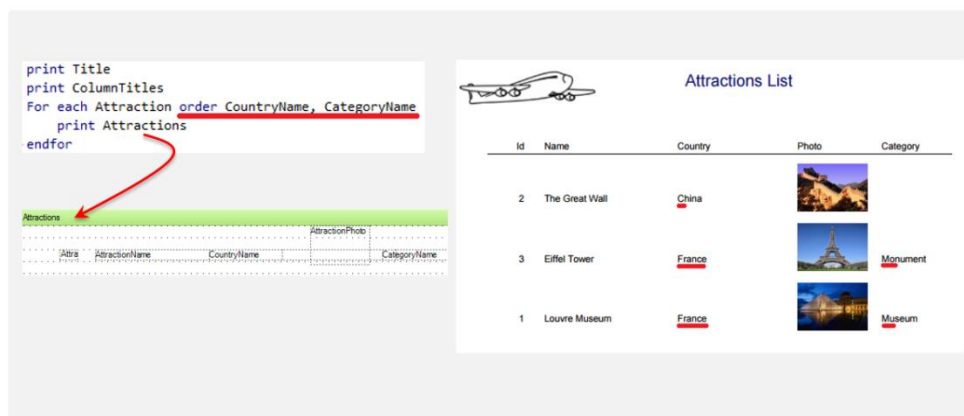 print Title
print ColumnTitles
For each Attraction order CountryName, CategoryName
print Attractions
endfor
Attractions
AttractionPhoto
Attra AttractionName CountryName CategoryName
Attractions List
Id Name Country Photo Category
2 The Great Wall China
3 Eiffel Tower France Monument
1 Louvre Museum France Museum